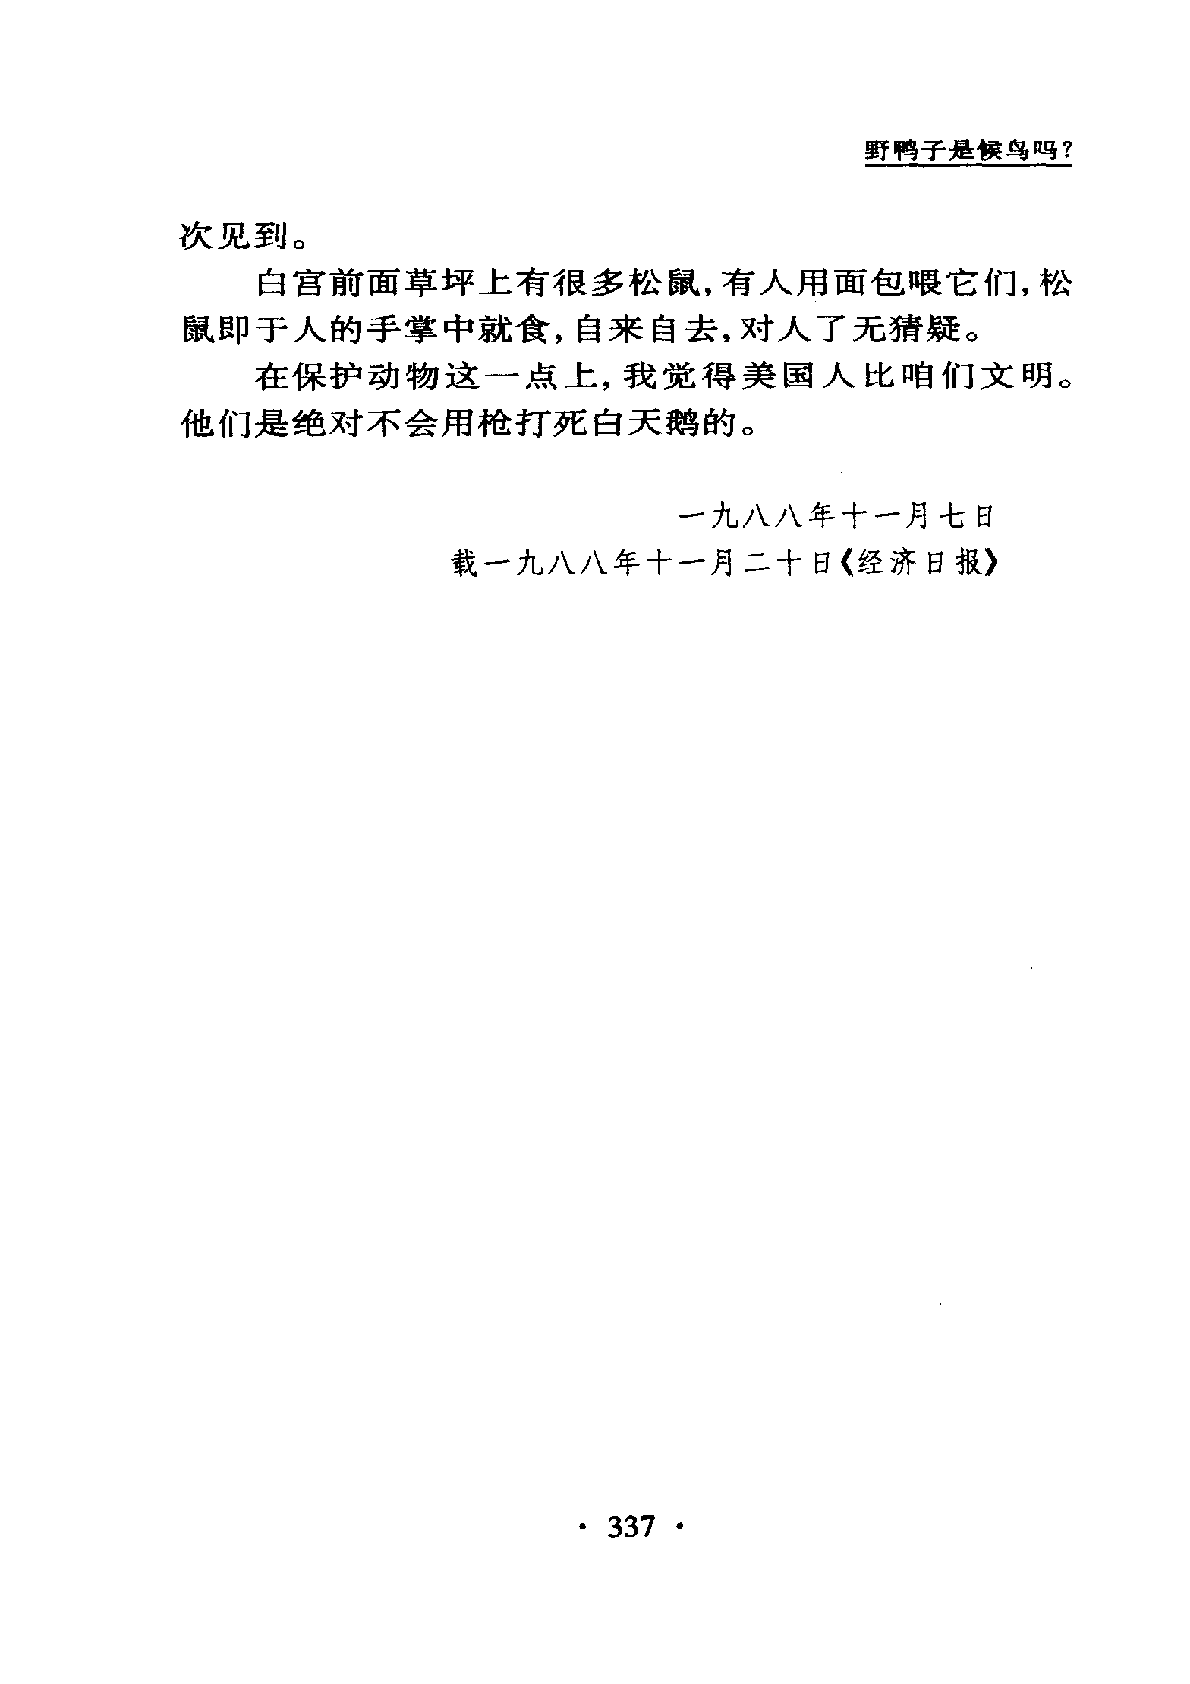 野鸭子是候鸟吗？
次见到。
白宫前面草坪上有很多松鼠，有人用面包喂它们，松
鼠即于人的手掌中就食，自来自去，对人了无猜疑。
在保护动物这一点上，我觉得美国人比咱们文明。
他们是绝对不会用枪打死白天鹅的。
一九八八年十一月七日
载一九八八年十一月二十日《经济日报》
· 337 ·